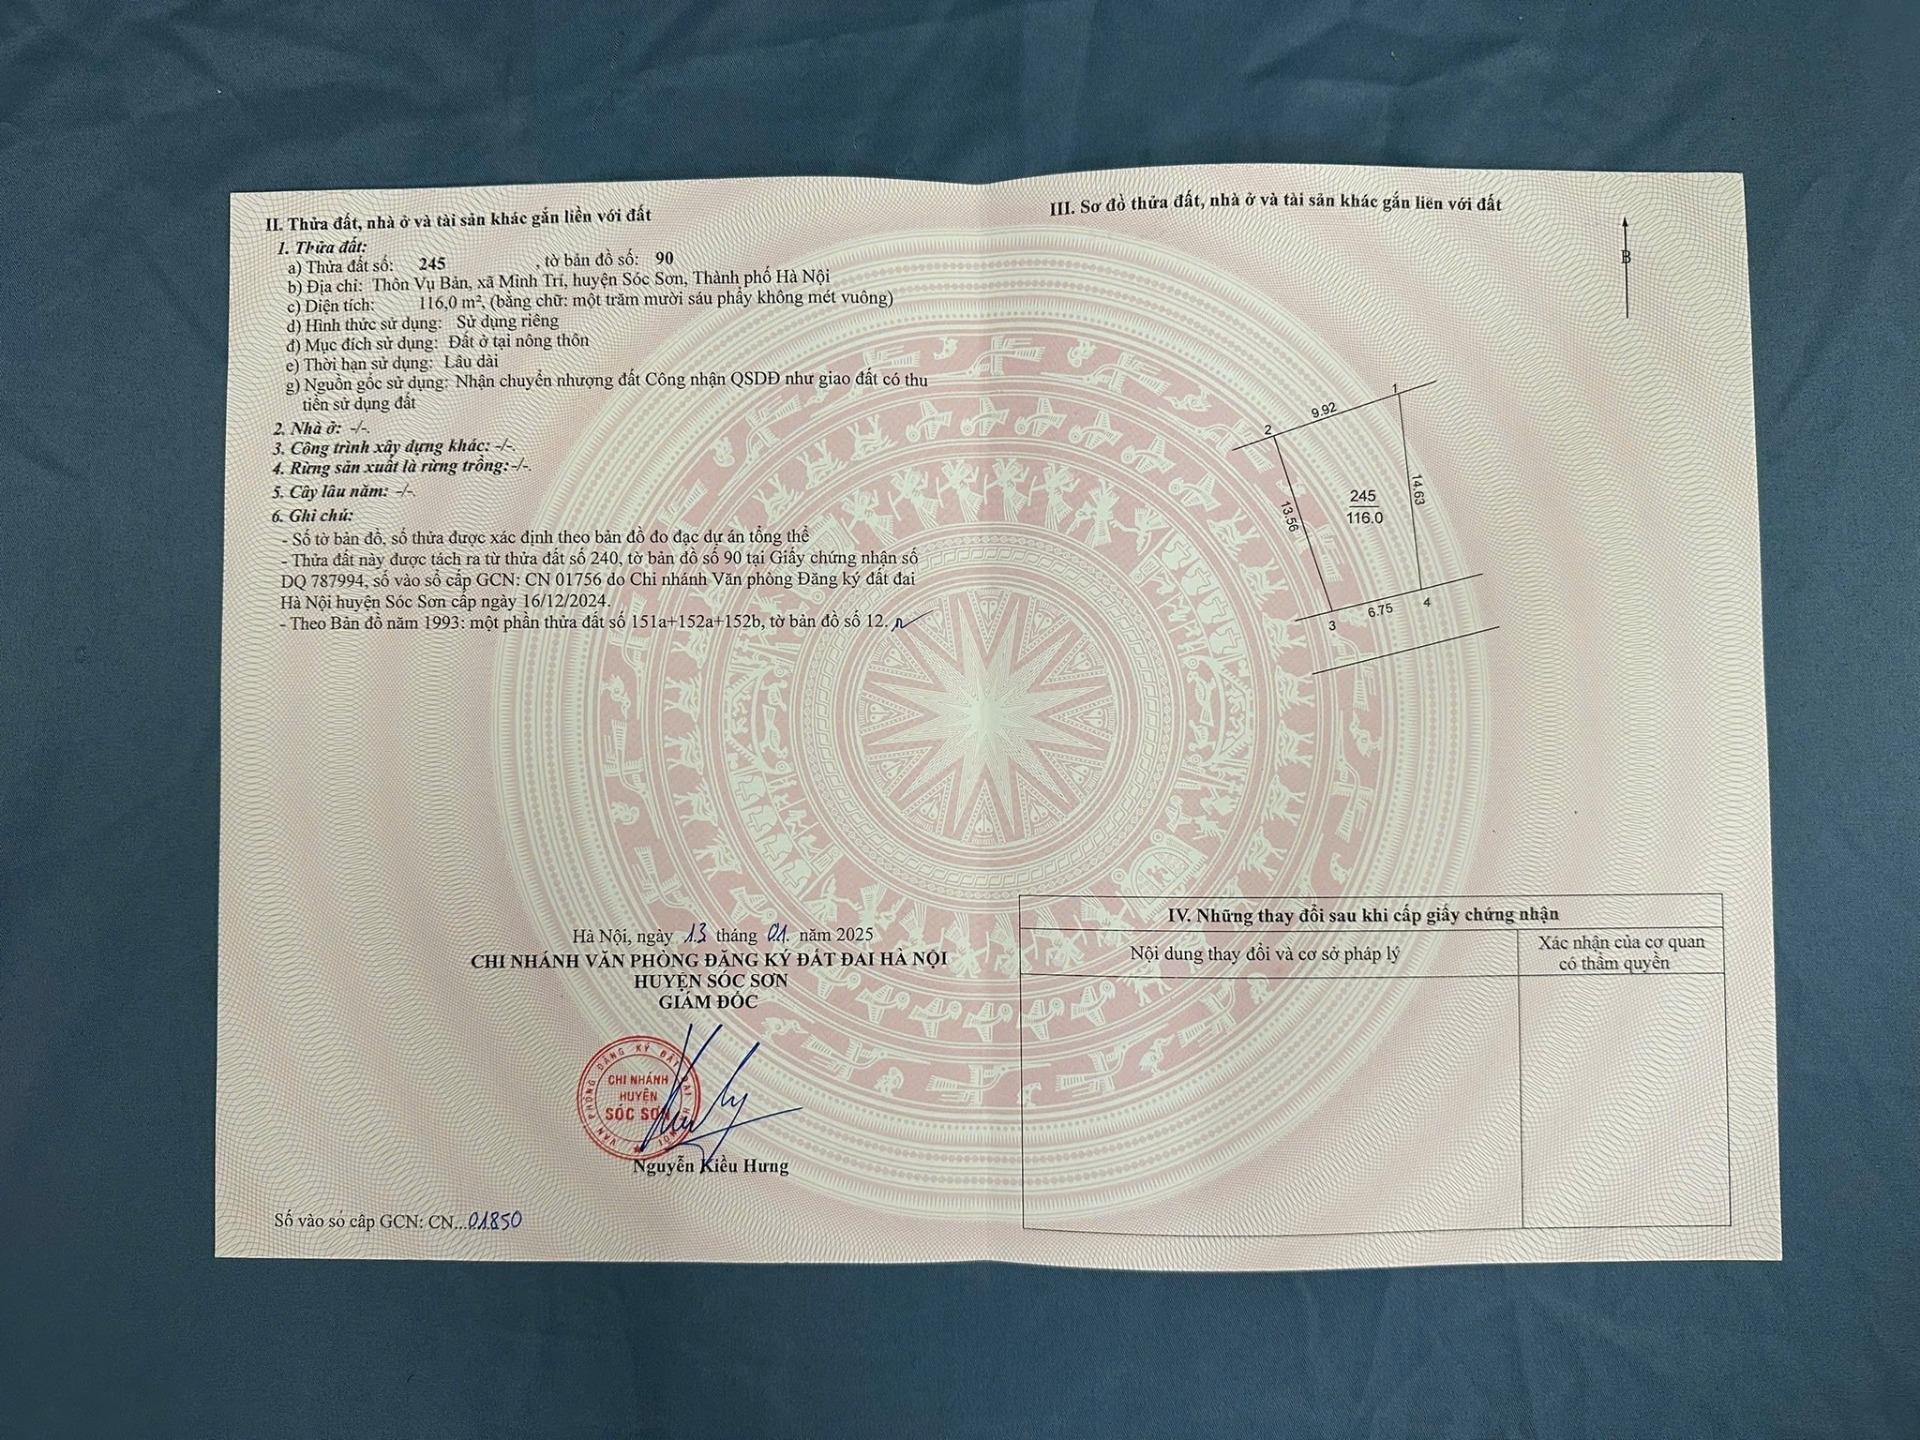 II. Thửa đất, nhà ở và tài sản khác gắn liền với đất
1. Thửa đất:
a) Thửa đất số: 245 , tờ bản đồ số: 90
b) Địa chỉ: Thôn Vụ Bản, xã Minh Trí, huyện Sóc Sơn, Thành phố Hà Nội
c) Diện tích: 116,0 m², (bằng chữ: một trăm mười sáu phẩy không mét vuông)
d) Hình thức sử dụng: Sử dụng riêng
đ) Mục đích sử dụng: Đất ở tại nông thôn
e) Thời hạn sử dụng: Lâu dài
g) Nguồn gốc sử dụng: Nhận chuyển nhượng đất Công nhận QSDĐ như giao đất có thu
tiền sử dụng đất
2. Nhà ở: -/-.
3. Công trình xây dựng khác: -/-.
4. Rừng sản xuất là rừng trồng:-/-.
5. Cây lâu năm: -/-.
6. Ghi chú:
- Số tờ bản đồ, số thửa được xác định theo bản đồ đo đạc dự án tổng thể
- Thửa đất này được tách ra từ thửa đất số 240, tờ bản đồ số 90 tại Giấy chứng nhận số
DQ 787994, số vào sổ cấp GCN: CN 01756 do Chi nhánh Văn phòng Đăng ký đất đai
Hà Nội huyện Sóc Sơn cấp ngày 16/12/2024.
- Theo Bản đồ năm 1993: một phần thửa đất số 151a+152a+152b, tờ bản đồ số 12.
Hà Nội, ngày 13 tháng 01. năm 2025
CHI NHÁNH VĂN PHÒNG ĐĂNG KÝ ĐẤT ĐAI HÀ NỘI
HUYỆN SÓC SƠN
GIÁM ĐỐC
VĂN PHÒNG ĐĂNG KÝ ĐẤT ĐAI HÀ NỘI
CHI NHÁNH
HUYỆN
SÓC SƠN
Nguyễn Kiều Hưng
Số vào sổ cấp GCN: CN...01850
III. Sơ đồ thửa đất, nhà ở và tài sản khác gắn liền với đất
B
1
9.92
2
14.63
13.56
245
116.0
6.75
4
3
IV. Những thay đổi sau khi cấp giấy chứng nhận
Nội dung thay đổi và cơ sở pháp lý
Xác nhận của cơ quan
có thẩm quyền